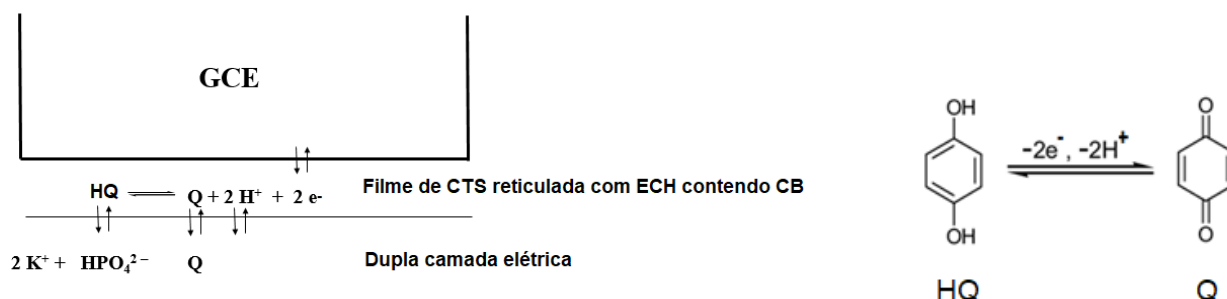 GCE
HQ ⇌ Q + 2 H⁺ + 2 e-
Filme de CTS reticulada com ECH contendo CB
2 K⁺ + HPO₄²⁻ Q
Dupla camada elétrica
OH
OH
-2e⁻, -2H⁺
O
O
HQ
Q